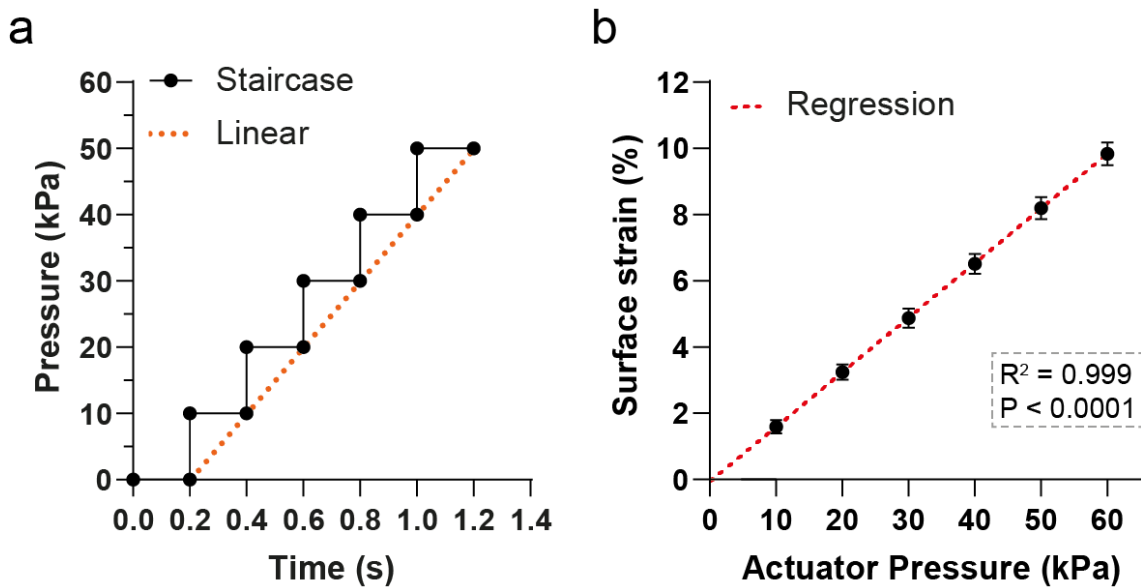 a
Staircase
Linear
Pressure (kPa)
60
50
40
30
20
10
0
0.0 0.2 0.4 0.6 0.8 1.0 1.2 1.4
Time (s)
b
Regression
Surface strain (%)
12
10
8
6
4
2
0
R² = 0.999
P < 0.0001
0 10 20 30 40 50 60
Actuator Pressure (kPa)